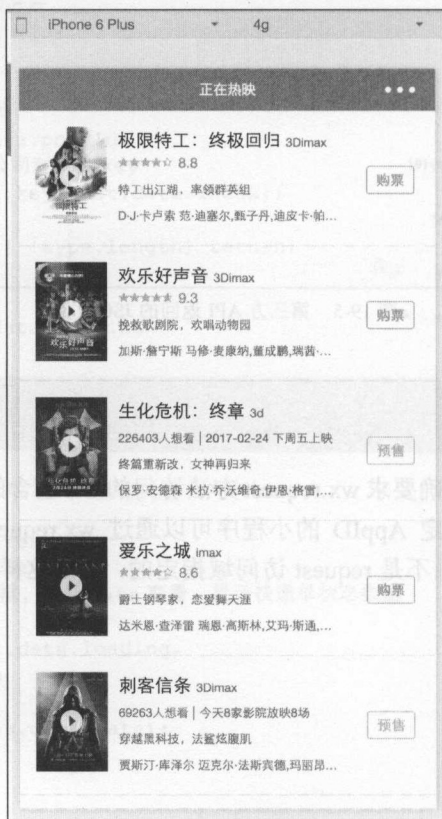 iPhone 6 Plus 4g
正在热映
极限特工：终极回归 3Dimax
8.8
特工出江湖，率领群英组
D·J·卡卢索 范·迪塞尔,甄子丹,迪皮卡·帕…
购票
欢乐好声音 3Dimax
9.3
挽救歌剧院，欢唱动物园
加斯·詹宁斯 马修·麦康纳,董成鹏,瑞茜·…
购票
欢乐好声音
生化危机：终章 3d
226403人想看 | 2017-02-24 下周五上映
终篇重新改，女神再归来
保罗·安德森 米拉·乔沃维奇,伊恩·格雷,…
预售
爱乐之城 imax
8.6
爵士钢琴家，恋爱舞天涯
达米恩·查泽雷 瑞恩·高斯林,艾玛·斯通,…
购票
刺客信条 3Dimax
69263人想看 | 今天8家影院放映8场
穿越黑科技，法鲨炫腹肌
贾斯汀·库泽尔 迈克尔·法斯宾德,玛丽昂…
预售